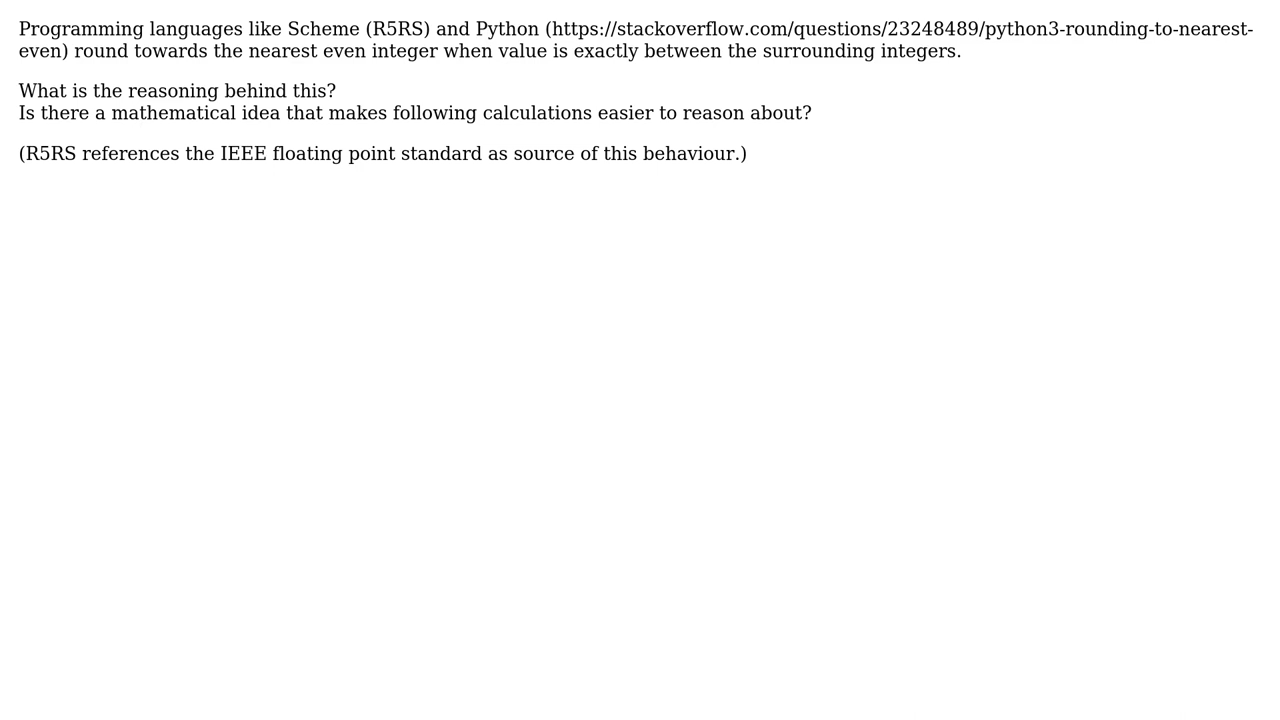 Programming languages like Scheme (R5RS) and Python (https://stackoverflow.com/questions/23248489/python3-rounding-to-nearest-
even) round towards the nearest even integer when value is exactly between the surrounding integers.
What is the reasoning behind this?
Is there a mathematical idea that makes following calculations easier to reason about?
(R5RS references the IEEE floating point standard as source of this behaviour.)